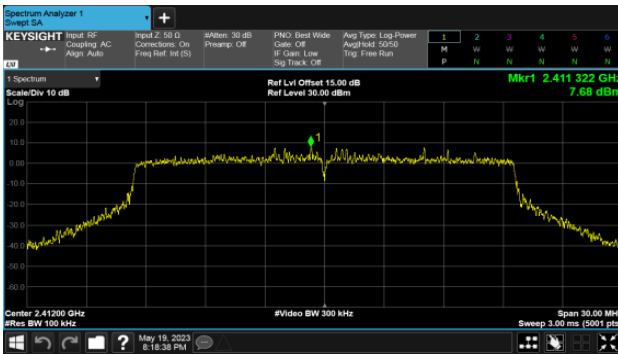 Spectrum Analyzer 1
Swept SA
+
KEYSIGHT
Input: RF
Coupling: AC
Align: Auto
Input Z: 50 Ω
Corrections: On
Freq Ref: Int (S)
#Atten: 30 dB
Preamp: Off
PNO: Best Wide
Gate: Off
IF Gain: Low
Sig Track: Off
Avg Type: Log-Power
Avg|Hold: 50/50
Trig: Free Run
1 2 3 4 5 6
M W W W W W
P N N N N N
LXI
1 Spectrum
Scale/Div 10 dB
Ref Lvl Offset 15.00 dB
Ref Level 30.00 dBm
Mkr1 2.411 322 GHz
7.68 dBm
Log
20.0
10.0
0.00
-10.0
-20.0
-30.0
-40.0
-50.0
-60.0
1
Center 2.41200 GHz
#Res BW 100 kHz
#Video BW 300 kHz
Span 30.00 MH
Sweep 3.00 ms (5001 pts
?
May 19, 2023
8:18:38 PM